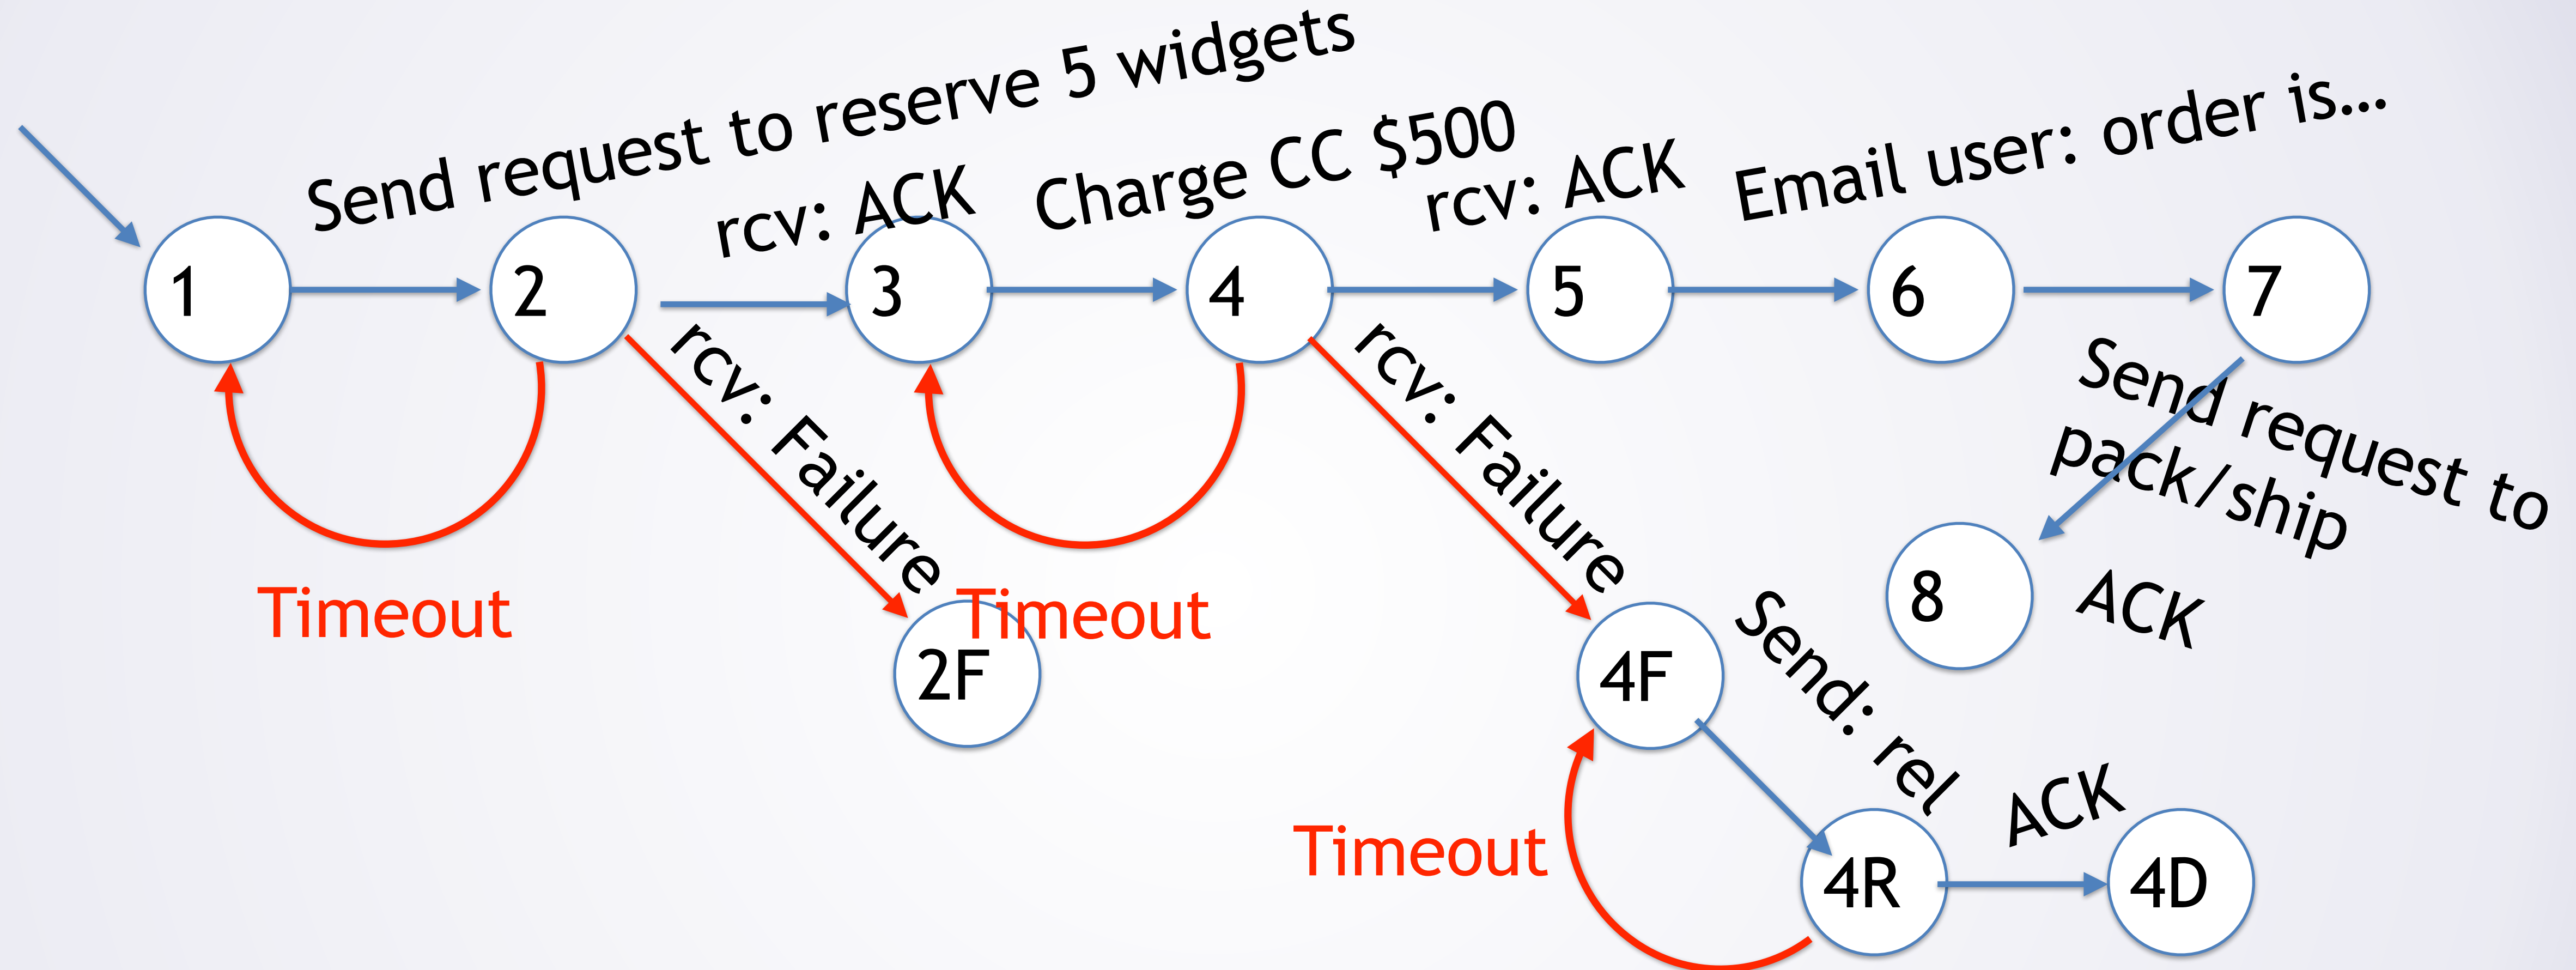 Send request to reserve 5 widgets
rcv: ACK
Charge CC $500
rcv: ACK
Email user: order is…
1
2
3
4
5
6
7
rcv: Failure
rcv: Failure
Send request to
pack/ship
Timeout
Timeout
2F
4F
Send: rel
8
ACK
Timeout
4R
ACK
4D